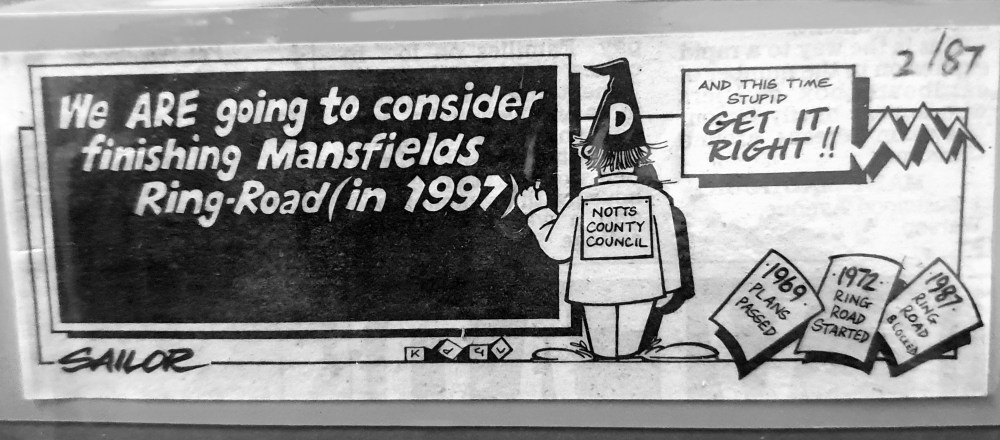 We ARE going to consider
finishing Mansfields
Ring-Road (in 1997)
D
NOTTS
COUNTY
COUNCIL
AND THIS TIME
STUPID
GET IT
RIGHT !!
2/87
·1969·
PLANS
PASSED
·1972·
RING
ROAD
STARTED
·1987·
RING
ROAD
BLOCKED
SAILOR